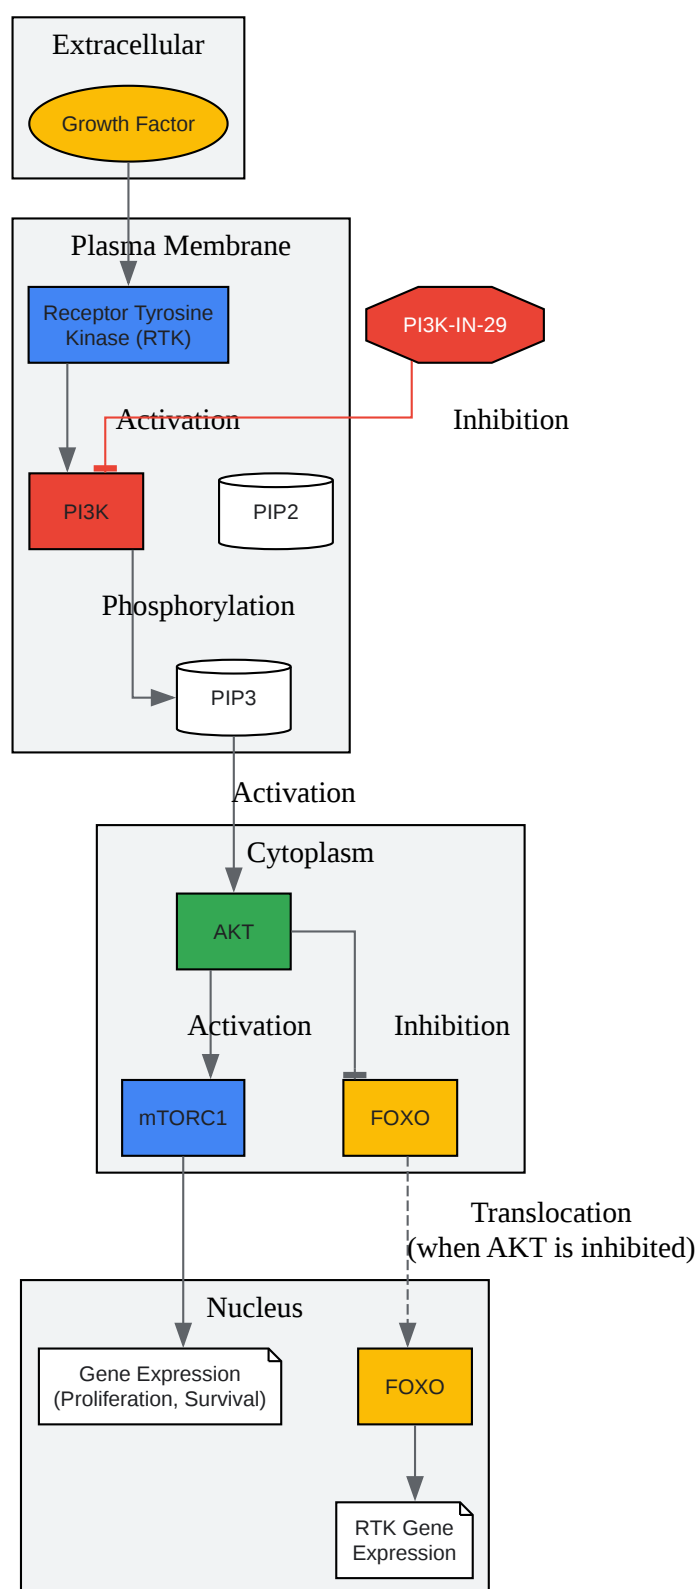 Extracellular
Growth Factor
Plasma Membrane
Receptor Tyrosine
Kinase (RTK)
PI3K-IN-29
Activation
Inhibition
PI3K
PIP2
Phosphorylation
PIP3
Activation
Cytoplasm
AKT
Activation
Inhibition
mTORC1
FOXO
Translocation
(when AKT is inhibited)
Nucleus
Gene Expression
(Proliferation, Survival)
FOXO
RTK Gene
Expression